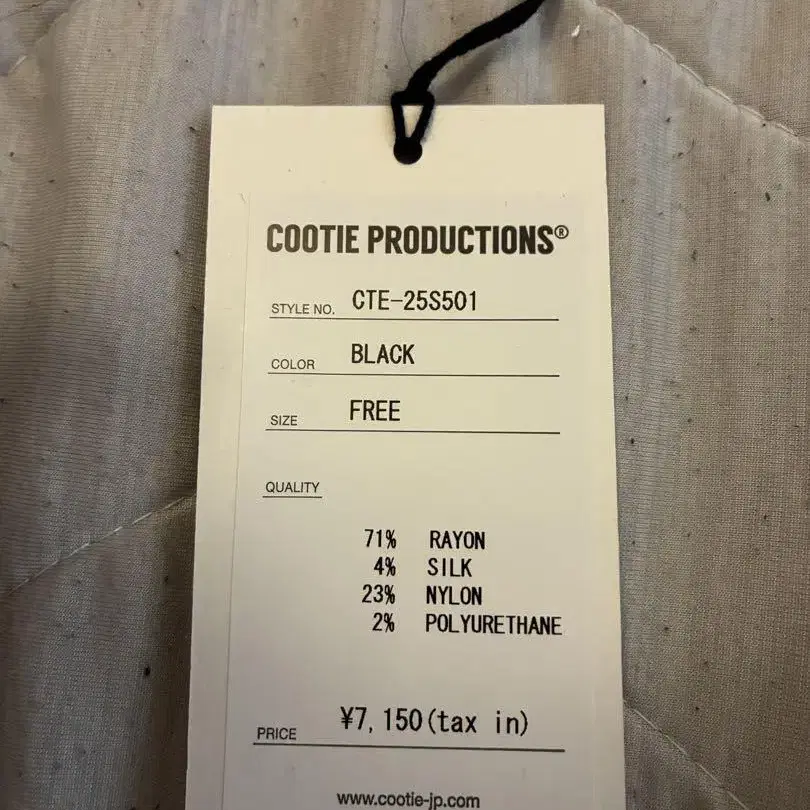 COOTIE PRODUCTIONS®
STYLE NO. CTE-25S501
COLOR BLACK
SIZE FREE
QUALITY
71% RAYON
4% SILK
23% NYLON
2% POLYURETHANE
PRICE ¥7,150(tax in)
www.cootie-jp.com